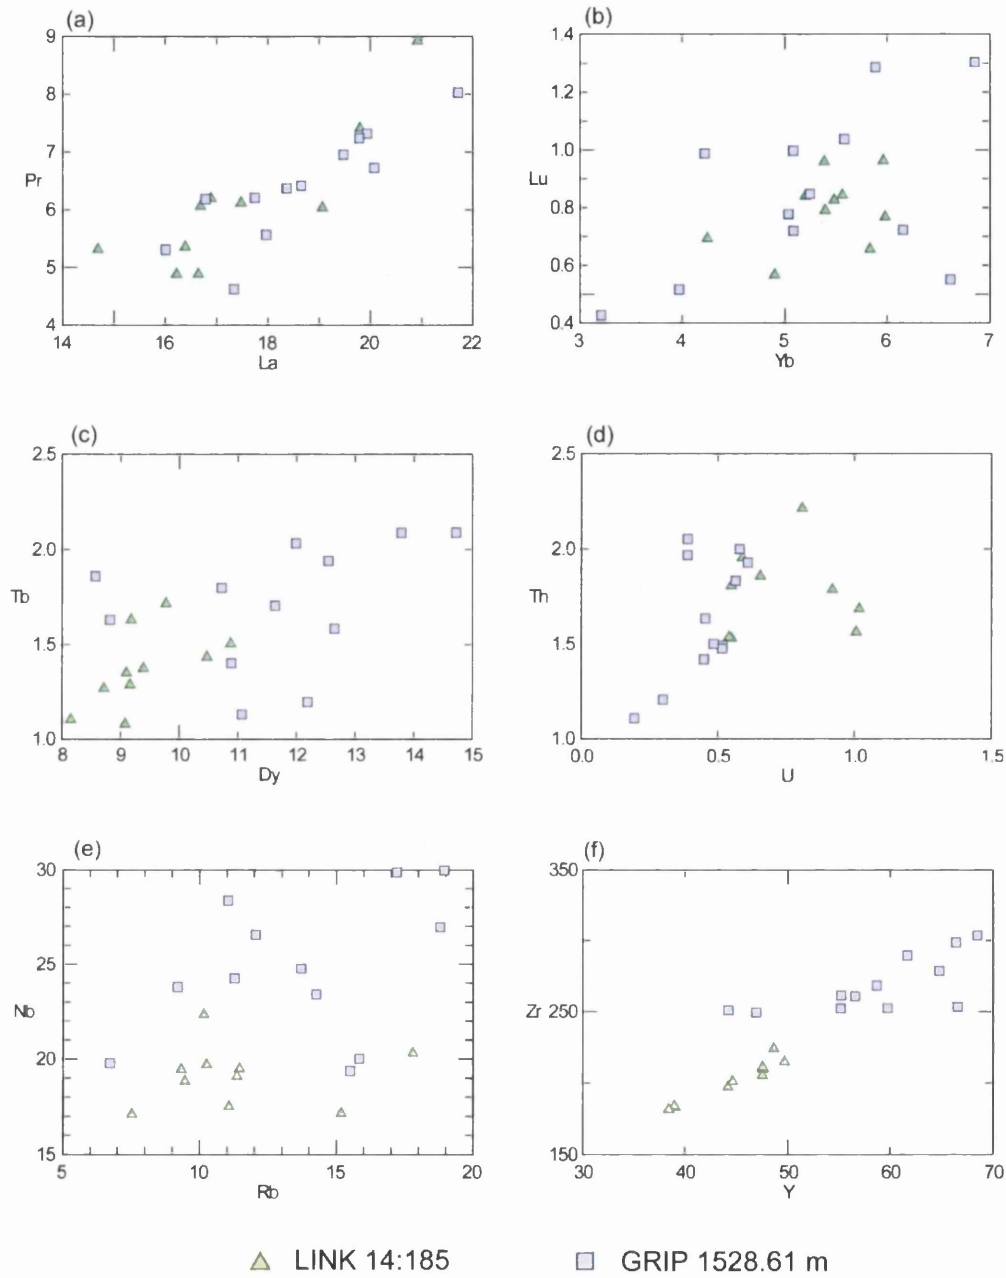 (a)
9
8
7
Pr
6
5
4
14 16 18 20 22
La
(b)
1.4
1.2
1.0
Lu
0.8
0.6
0.4
3 4 5 6 7
Yb
(c)
2.5
2.0
Tb
1.5
1.0
8 9 10 11 12 13 14 15
Dy
(d)
2.5
2.0
Th
1.5
1.0
0.0 0.5 1.0 1.5
U
(e)
30
25
Nb
20
15
5 10 15 20
Rb
(f)
350
Zr 250
150
30 40 50 60 70
Y
LINK 14:185 GRIP 1528.61 m